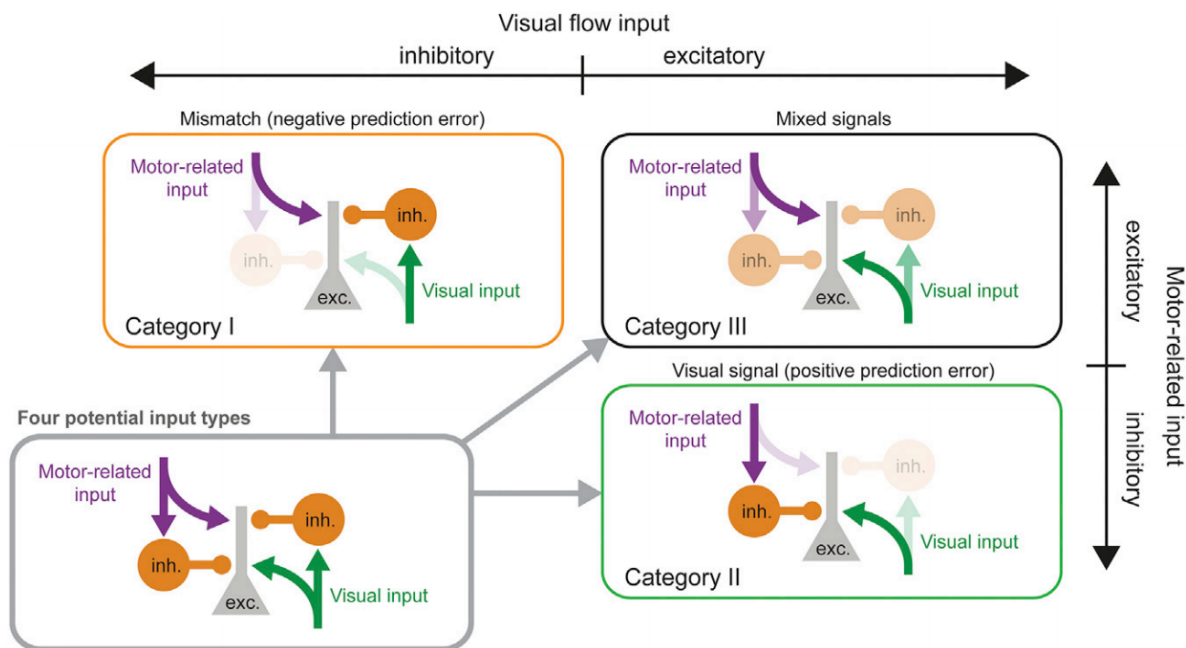 Visual flow input
inhibitory
excitatory
Mismatch (negative prediction error)
Motor-related
input
inh.
inh.
exc.
Visual input
Category I
Mixed signals
Motor-related
input
inh.
inh.
exc.
Visual input
Category III
excitatory
Motor-related input
inhibitory
Four potential input types
Motor-related
input
inh.
inh.
exc.
Visual input
Visual signal (positive prediction error)
Motor-related
input
inh.
inh.
exc.
Visual input
Category II